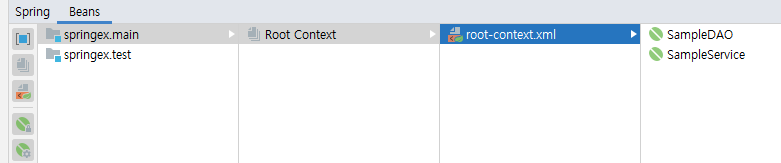 Spring Beans
springex.main Root Context root-context.xml SampleDAO
springex.test SampleService